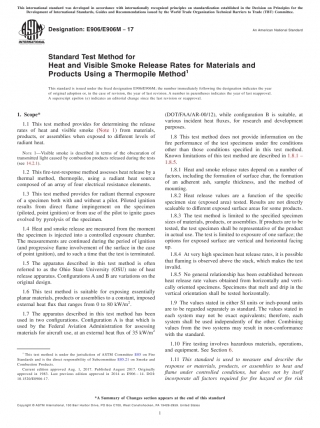 This international standard was developed in accordance with internationally recognized principles on standardization established in the Decision on Principles for the
Development of International Standards, Guides and Recommendations issued by the World Trade Organization Technical Barriers to Trade (TBT) Committee.
Designation: E906/E906M − 17
An American National Standard
INTERNATIONAL
Standard Test Method for
Heat and Visible Smoke Release Rates for Materials and
Products Using a Thermopile Method1
This standard is issued under the fixed designation E906/E906M; the number immediately following the designation indicates the year
of original adoption or, in the case of revision, the year of last revision. A number in parentheses indicates the year of last reapproval.
A superscript epsilon (´) indicates an editorial change since the last revision or reapproval.
1. Scope*
1.1 This test method provides for determining the release
rates of heat and visible smoke (Note 1) from materials,
products, or assemblies when exposed to different levels of
radiant heat.
NOTE 1—Visible smoke is described in terms of the obscuration of
transmitted light caused by combustion products released during the tests
(see 14.2.1).
1.2 This fire-test-response method assesses heat release by a
thermal method, thermopile, using a radiant heat source
composed of an array of four electrical resistance elements.
1.3 This test method provides for radiant thermal exposure
of a specimen both with and without a pilot. Piloted ignition
results from direct flame impingement on the specimen
(piloted, point ignition) or from use of the pilot to ignite gases
evolved by pyrolysis of the specimen.
1.4 Heat and smoke release are measured from the moment
the specimen is injected into a controlled exposure chamber.
The measurements are continued during the period of ignition
(and progressive flame involvement of the surface in the case
of point ignition), and to such a time that the test is terminated.
1.5 The apparatus described in this test method is often
referred to as the Ohio State University (OSU) rate of heat
release apparatus. Configurations A and B are variations on the
original design.
1.6 This test method is suitable for exposing essentially
planar materials, products or assemblies to a constant, imposed
external heat flux that ranges from 0 to 80 kW/m2.
1.7 The apparatus described in this test method has been
used in two configurations. Configuration A is that which is
used by the Federal Aviation Administration for assessing
materials for aircraft use, at an external heat flux of 35 kW/m2
(DOT/FAA/AR-00/12), while configuration B is suitable, at
various incident heat fluxes, for research and development
purposes.
1.8 This test method does not provide information on the
fire performance of the test specimens under fire conditions
other than those conditions specified in this test method.
Known limitations of this test method are described in 1.8.1 –
1.8.5.
1.8.1 Heat and smoke release rates depend on a number of
factors, including the formation of surface char, the formation
of an adherent ash, sample thickness, and the method of
mounting.
1.8.2 Heat release values are a function of the specific
specimen size (exposed area) tested. Results are not directly
scaleable to different exposed surface areas for some products.
1.8.3 The test method is limited to the specified specimen
sizes of materials, products, or assemblies. If products are to be
tested, the test specimen shall be representative of the product
in actual use. The test is limited to exposure of one surface; the
options for exposed surface are vertical and horizontal facing
up.
1.8.4 At very high specimen heat release rates, it is possible
that flaming is observed above the stack, which makes the test
invalid.
1.8.5 No general relationship has been established between
heat release rate values obtained from horizontally and verti-
cally oriented specimens. Specimens that melt and drip in the
vertical orientation shall be tested horizontally.
1.9 The values stated in either SI units or inch-pound units
are to be regarded separately as standard. The values stated in
each system may not be exact equivalents; therefore, each
system shall be used independently of the other. Combining
values from the two systems may result in non-conformance
with the standard.
1.10 Fire testing involves hazardous materials, operations,
and equipment. See Section 6.
1.11 This standard is used to measure and describe the
response of materials, products, or assemblies to heat and
flame under controlled conditions, but does not by itself
incorporate all factors required for fire hazard or fire risk
1 This test method is under the jurisdiction of ASTM Committee E05 on Fire
Standards and is the direct responsibility of Subcommittee E05.21 on Smoke and
Combustion Products.
Current edition approved Aug. 1, 2017. Published August 2017. Originally
*A Summary of Changes section appears at the end of this standard
Copyright © ASTM International, 100 Barr Harbor Drive, PO Box C700, West Conshohocken, PA 19428-2959. United States
1